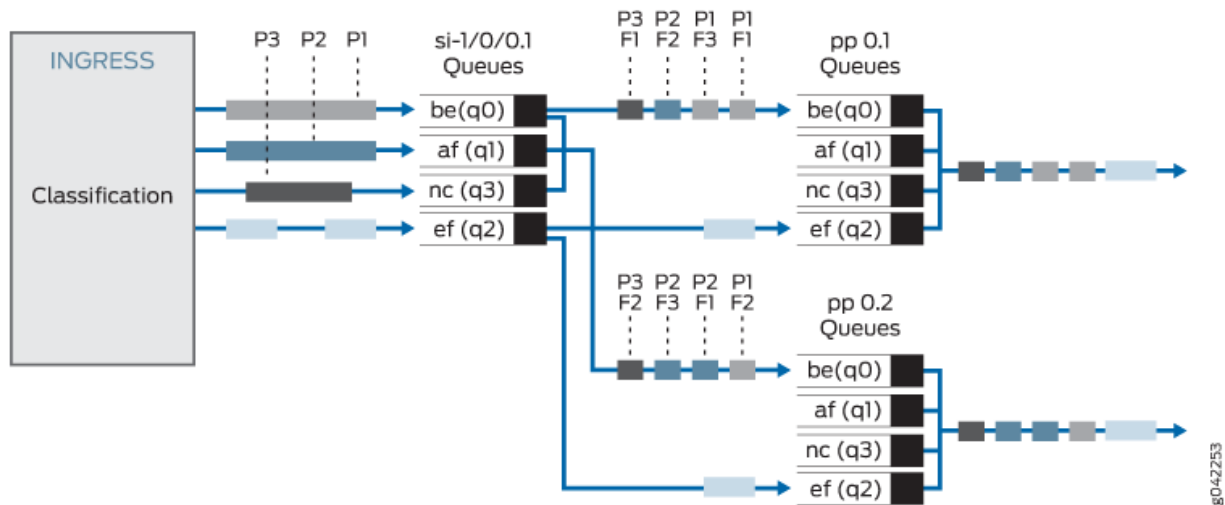 INGRESS
Classification
P3 P2 P1
si-1/0/0.1
Queues
be(q0)
af (q1)
nc (q3)
ef (q2)
P3 P2 P1 P1
F1 F2 F3 F1
pp 0.1
Queues
be(q0)
af (q1)
nc (q3)
ef (q2)
P3 P2 P2 P1
F2 F3 F1 F2
pp 0.2
Queues
be(q0)
af (q1)
nc (q3)
ef (q2)
g042253